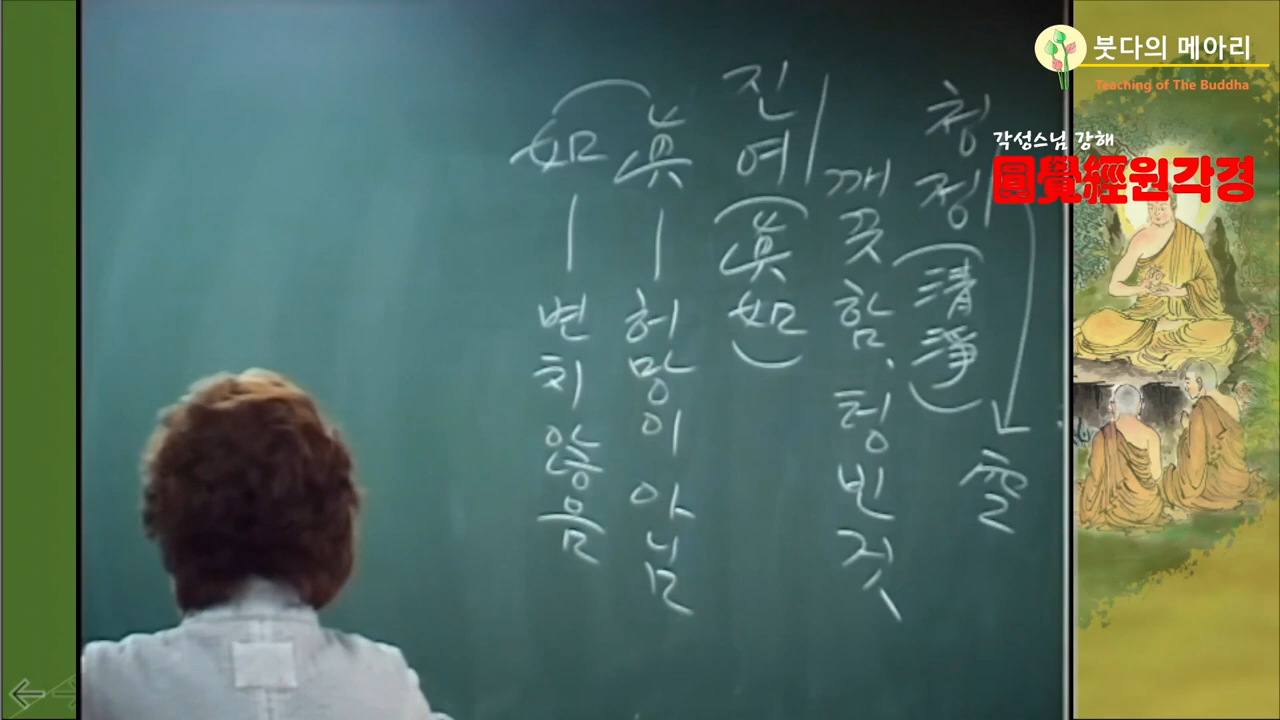 붓다의 메아리
Teaching of The Buddha
각성스님 강해
圓覺經원각경
청정(清淨)
空
깨끗함, 텅빈 것
진여(眞如)
眞 - 허망이 아님
如 - 변치 않음